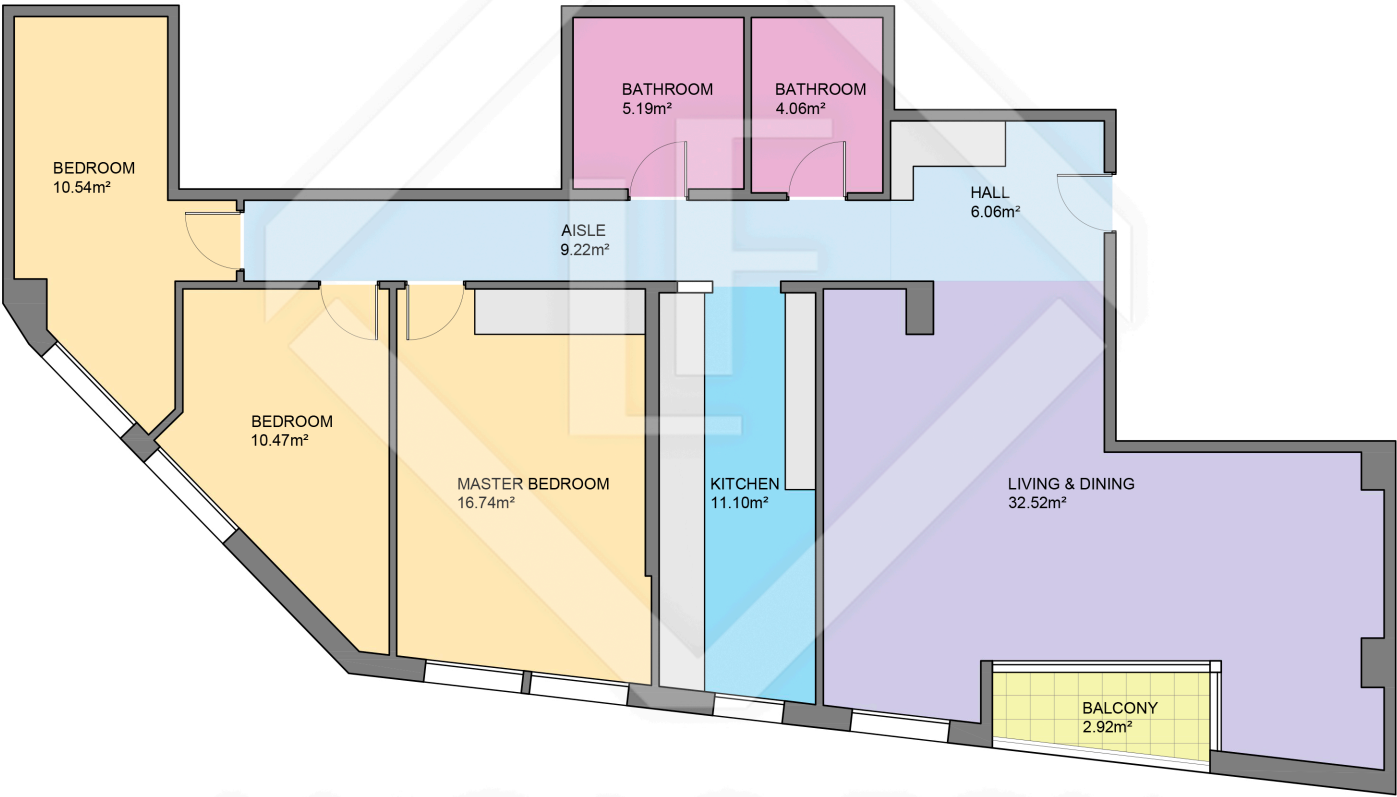 BATHROOM
5.19m²
BATHROOM
4.06m²
BEDROOM
10.54m²
HALL
6.06m²
AISLE
9.22m²
BEDROOM
10.47m²
MASTER BEDROOM
16.74m²
KITCHEN
11.10m²
LIVING & DINING
32.52m²
BALCONY
2.92m²